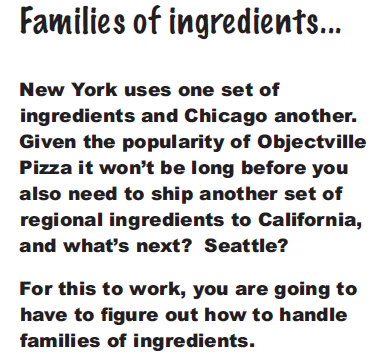 Families of ingredients...
New York uses one set of
ingredients and Chicago another.
Given the popularity of Objectville
Pizza it won’t be long before you
also need to ship another set of
regional ingredients to California,
and what’s next?  Seattle?
For this to work, you are going to
have to figure out how to handle
families of ingredients.